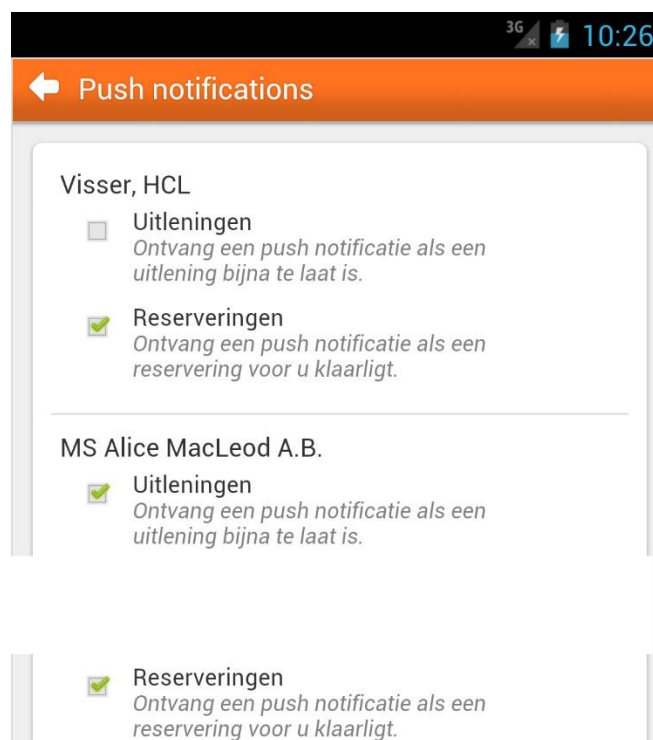 3G 10:26
Push notifications
Visser, HCL
Uitleningen
Ontvang een push notificatie als een
uitlening bijna te laat is.
Reserveringen
Ontvang een push notificatie als een
reservering voor u klaarligt.
MS Alice MacLeod A.B.
Uitleningen
Ontvang een push notificatie als een
uitlening bijna te laat is.
Reserveringen
Ontvang een push notificatie als een
reservering voor u klaarligt.